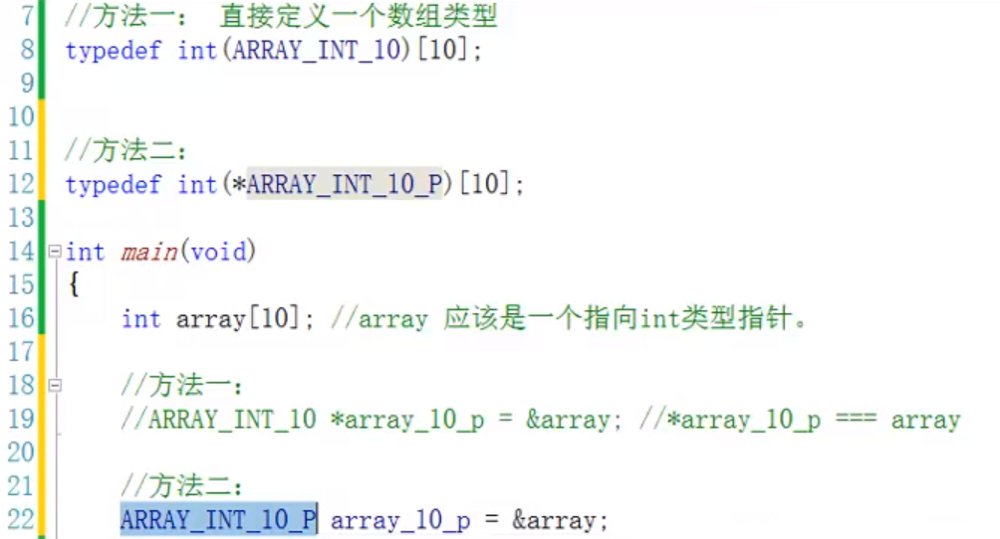 7 //方法一： 直接定义一个数组类型
8 typedef int(ARRAY_INT_10)[10];
9
10
11 //方法二：
12 typedef int(*ARRAY_INT_10_P)[10];
13
14 int main(void)
15 {
16 int array[10]; //array 应该是一个指向int类型指针。
17
18 //方法一：
19 //ARRAY_INT_10 *array_10_p = &array; //*array_10_p === array
20
21 //方法二：
22 ARRAY_INT_10_P array_10_p = &array;